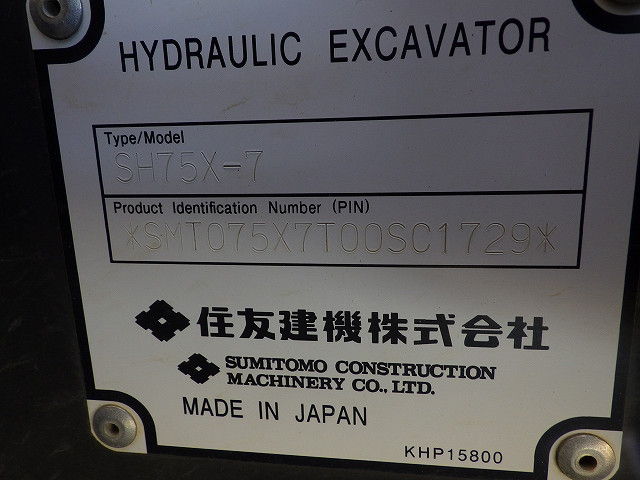 HYDRAULIC EXCAVATOR
Type/Model
SH75X-7
Product Identification Number (PIN)
*SMT075X7T00SC1729*
住友建機株式会社
SUMITOMO CONSTRUCTION
MACHINERY CO., LTD.
MADE IN JAPAN
KHP15800